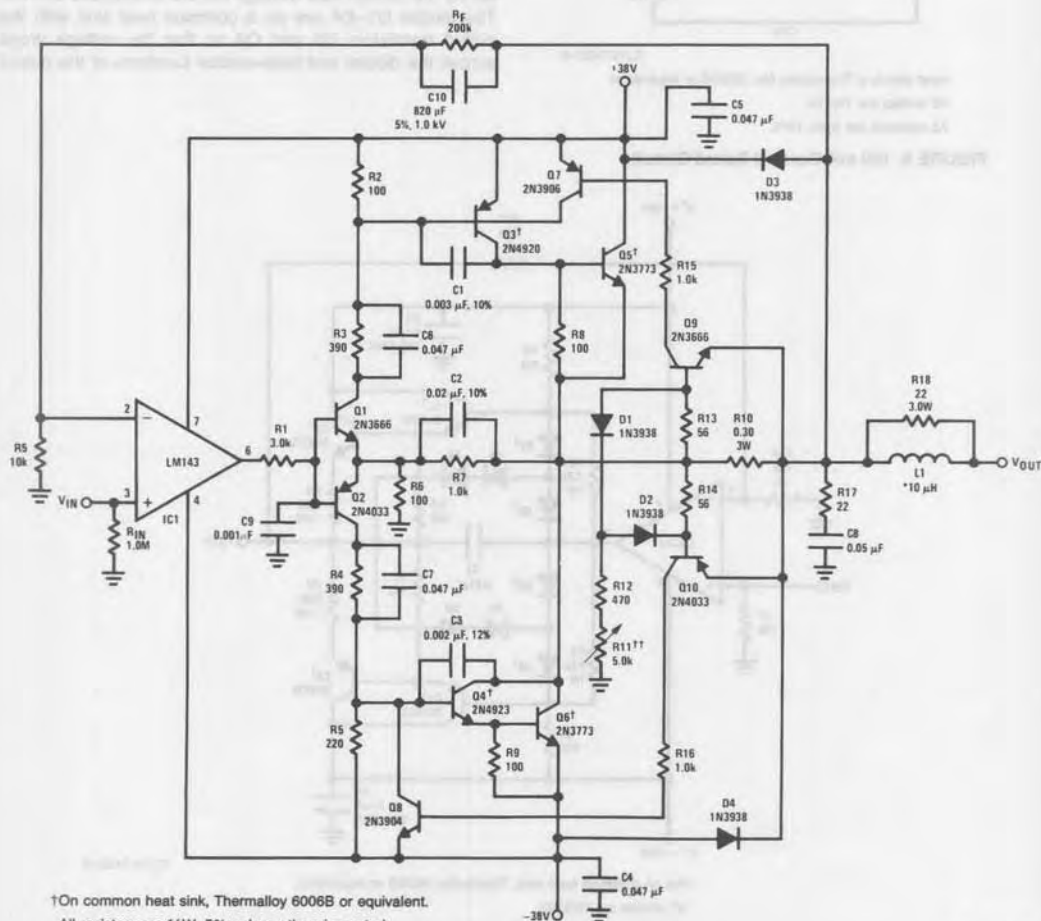 RF
200k
C10
820 µF
5%, 1.0 kV
+38V
C5
0.047 µF
R2
100
Q7
2N3906
D3
1N3938
Q3†
2N4920
Q5†
2N3773
R15
1.0k
C1
0.003 µF, 10%
R3
390
C6
0.047 µF
R8
100
Q9
2N3666
C2
0.02 µF, 10%
R18
22
3.0W
Q1
2N3666
D1
1N3938
R13
56
R10
0.30
3W
2
7
R5
10k
LM143
6
R1
3.0k
VOUT
L1
*10 µH
R6
100
R7
1.0k
VIN
3
4
IC1
Q2
2N4033
D2
1N3938
R14
56
R17
22
RIN
1.0M
C9
0.001µF
C8
0.05 µF
R4
390
C7
0.047 µF
Q10
2N4033
R12
470
C3
0.002 µF, 12%
R11††
5.0k
Q4†
2N4923
Q6†
2N3773
R5
220
R9
100
R16
1.0k
Q8
2N3904
D4
1N3938
C4
0.047 µF
-38V
†On common heat sink, Thermalloy 6006B or equivalent.